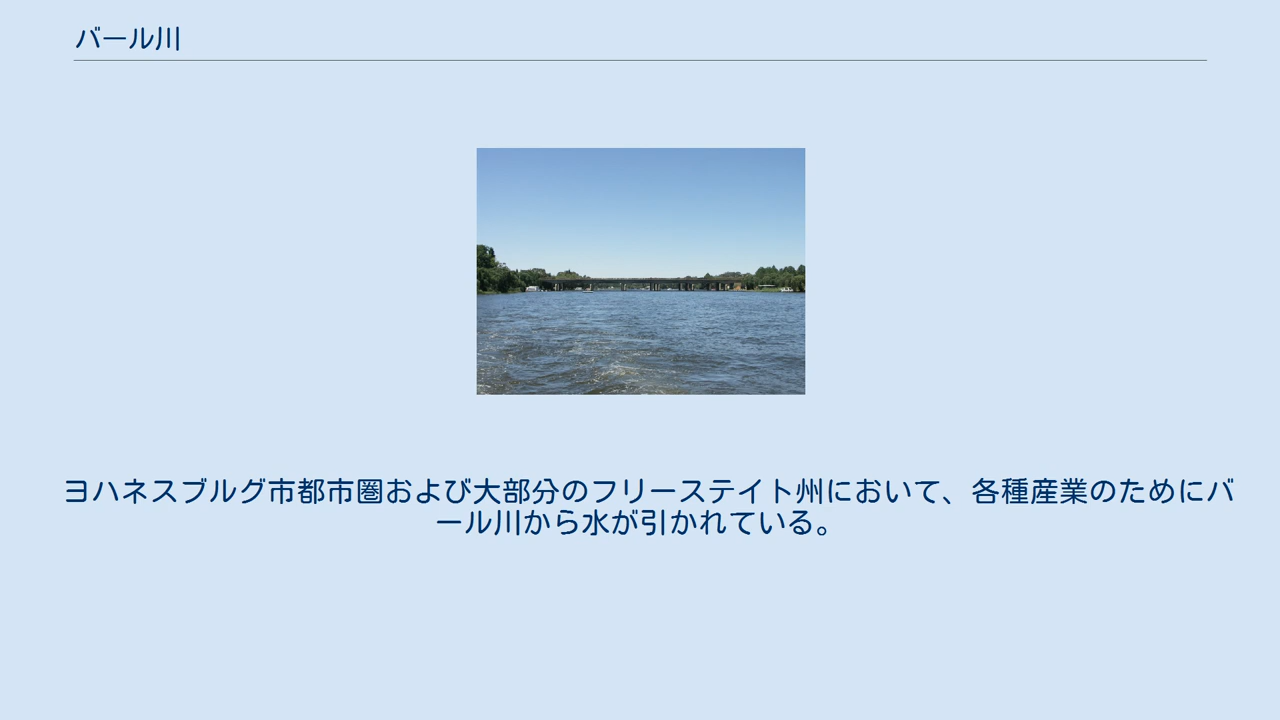 バール川
ヨハネスブルグ市都市圏および大部分のフリーステイト州において、各種産業のためにバ
ール川から水が引かれている。